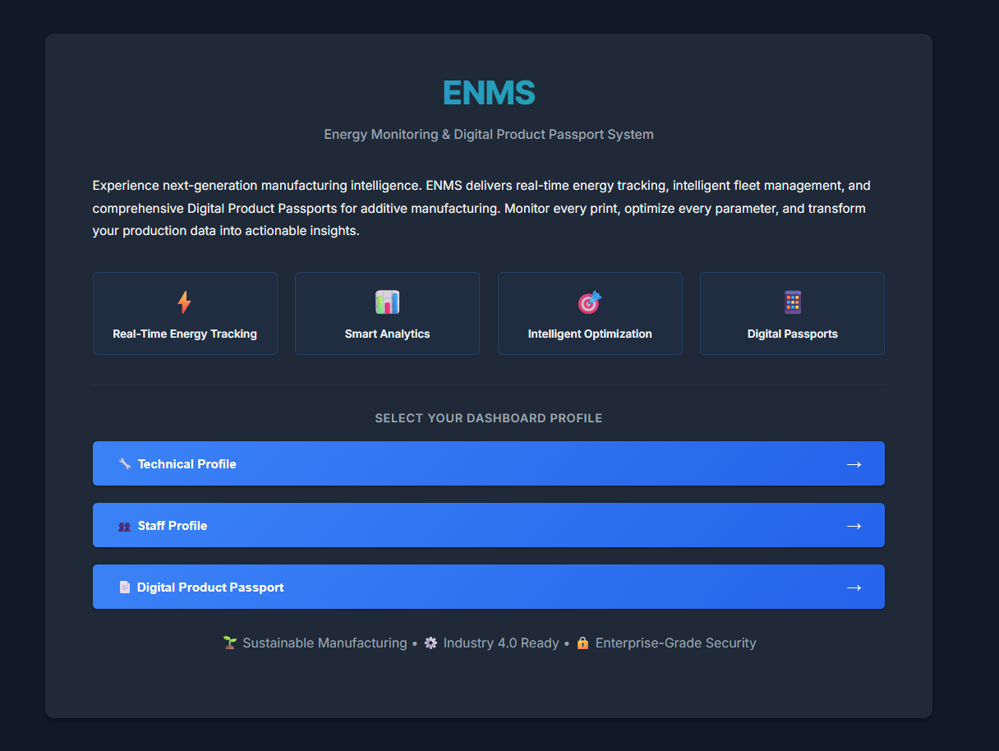 ENMS
Energy Monitoring & Digital Product Passport System
Experience next-generation manufacturing intelligence. ENMS delivers real-time energy tracking, intelligent fleet management, and
comprehensive Digital Product Passports for additive manufacturing. Monitor every print, optimize every parameter, and transform
your production data into actionable insights.
Real-Time Energy Tracking
Smart Analytics
Intelligent Optimization
Digital Passports
SELECT YOUR DASHBOARD PROFILE
Technical Profile →
Staff Profile →
Digital Product Passport →
Sustainable Manufacturing • Industry 4.0 Ready • Enterprise-Grade Security